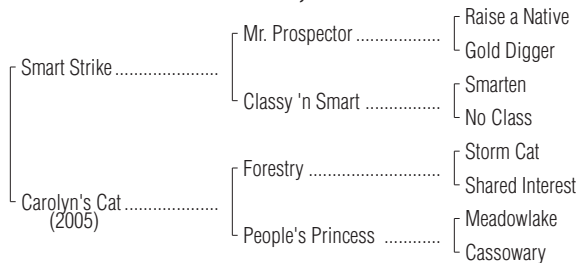 Raise a Native
Mr. Prospector ..................
Gold Digger
Smart Strike ......................
Smarten
Classy 'n Smart ................
No Class
Storm Cat
Forestry ............................
Shared Interest
Carolyn's Cat ....................
(2005)
Meadowlake
People's Princess ............
Cassowary